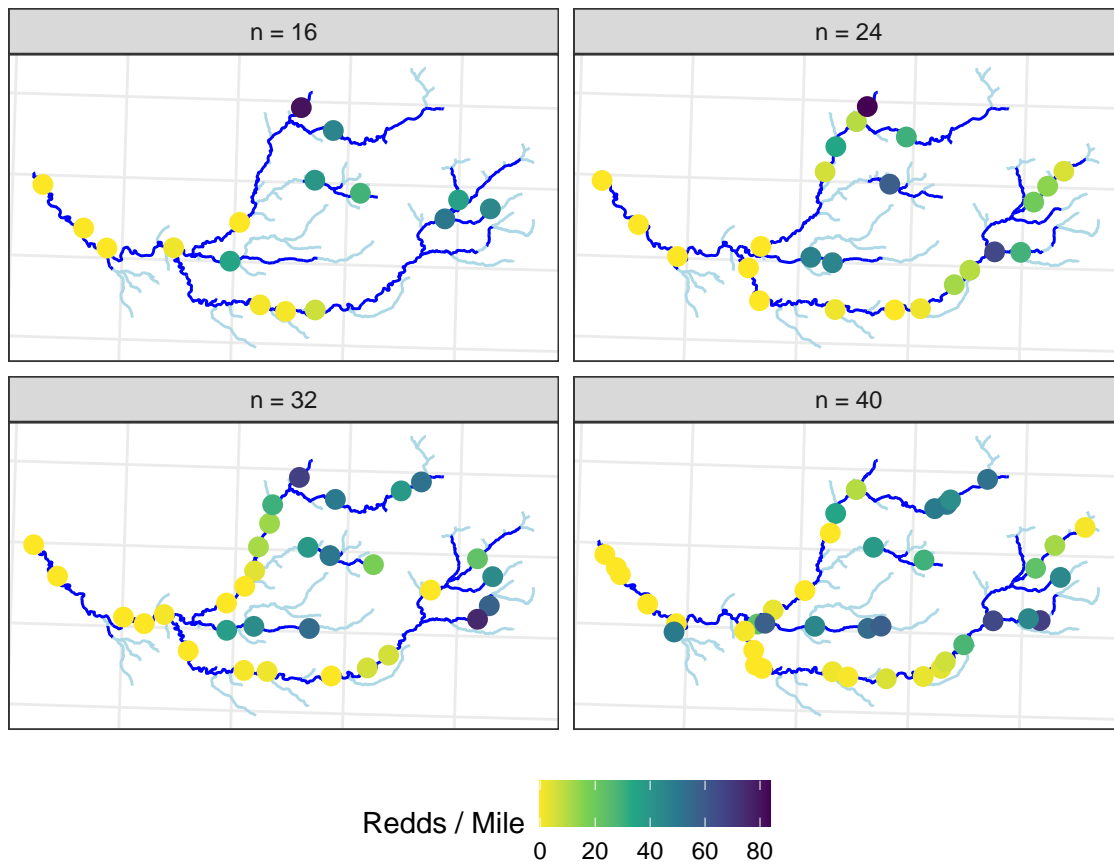 n = 16
n = 24
n = 32
n = 40
Redds / Mile
0 20 40 60 80